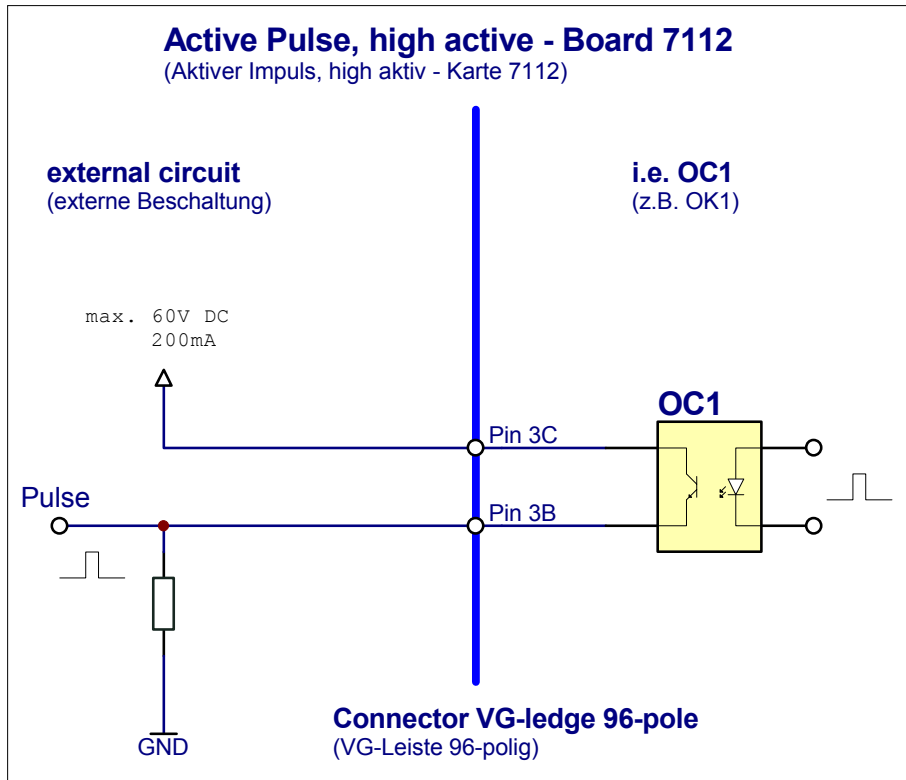 Active Pulse, high active - Board 7112
(Aktiver Impuls, high aktiv - Karte 7112)
external circuit
(externe Beschaltung)
i.e. OC1
(z.B. OK1)
max. 60V DC
200mA
OC1
Pin 3C
Pulse
Pin 3B
GND
Connector VG-ledge 96-pole
(VG-Leiste 96-polig)